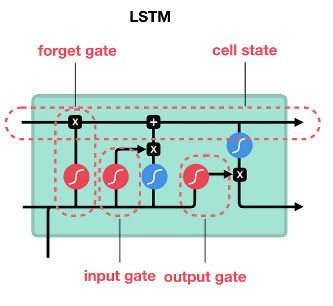 LSTM
forget gate
cell state
x
+
x
x
input gate
output gate